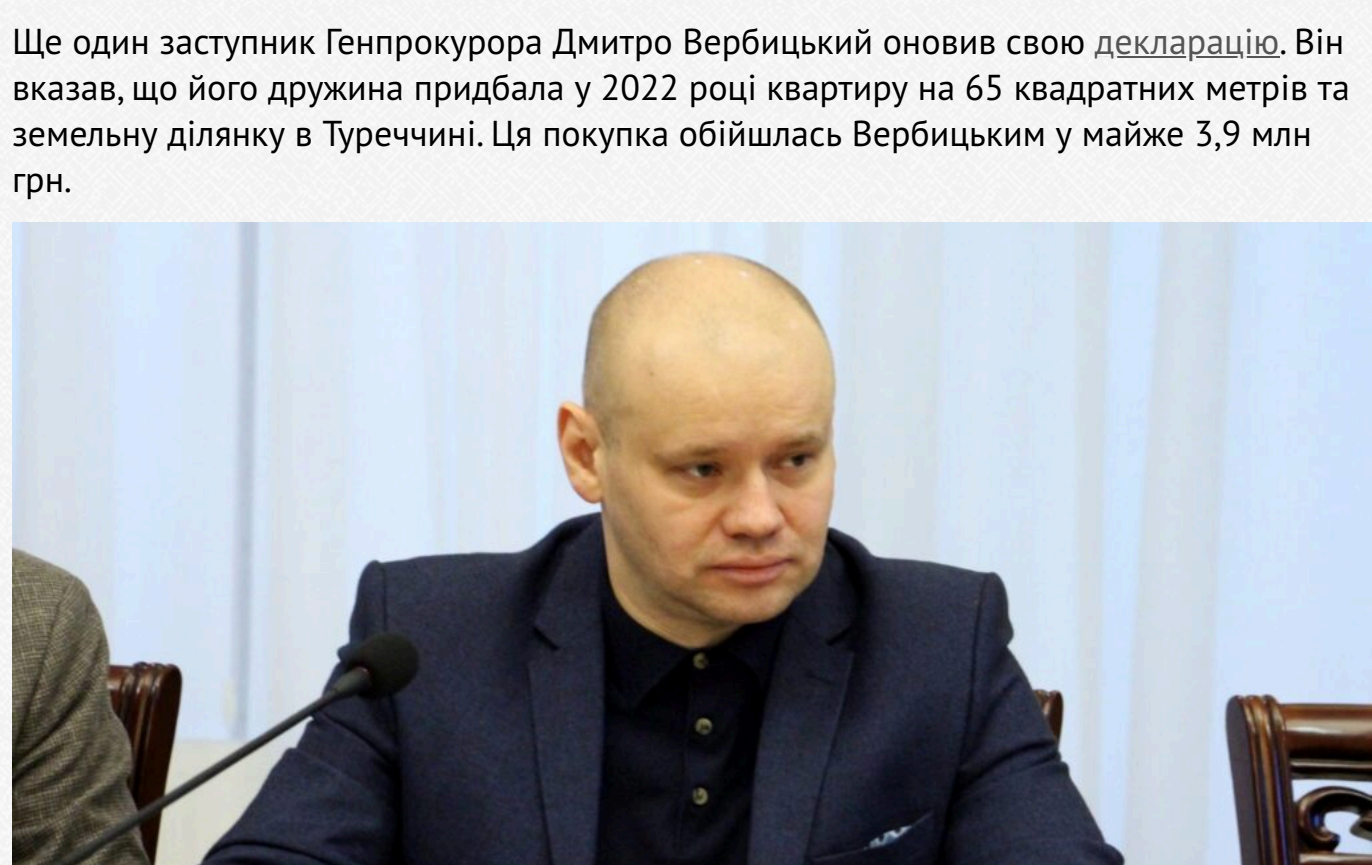 Ще один заступник Генпрокурора Дмитро Вербицький оновив свою декларацію. Він
вказав, що його дружина придбала у 2022 році квартиру на 65 квадратних метрів та
земельну ділянку в Туреччині. Ця покупка обійшлась Вербицьким у майже 3,9 млн
грн.